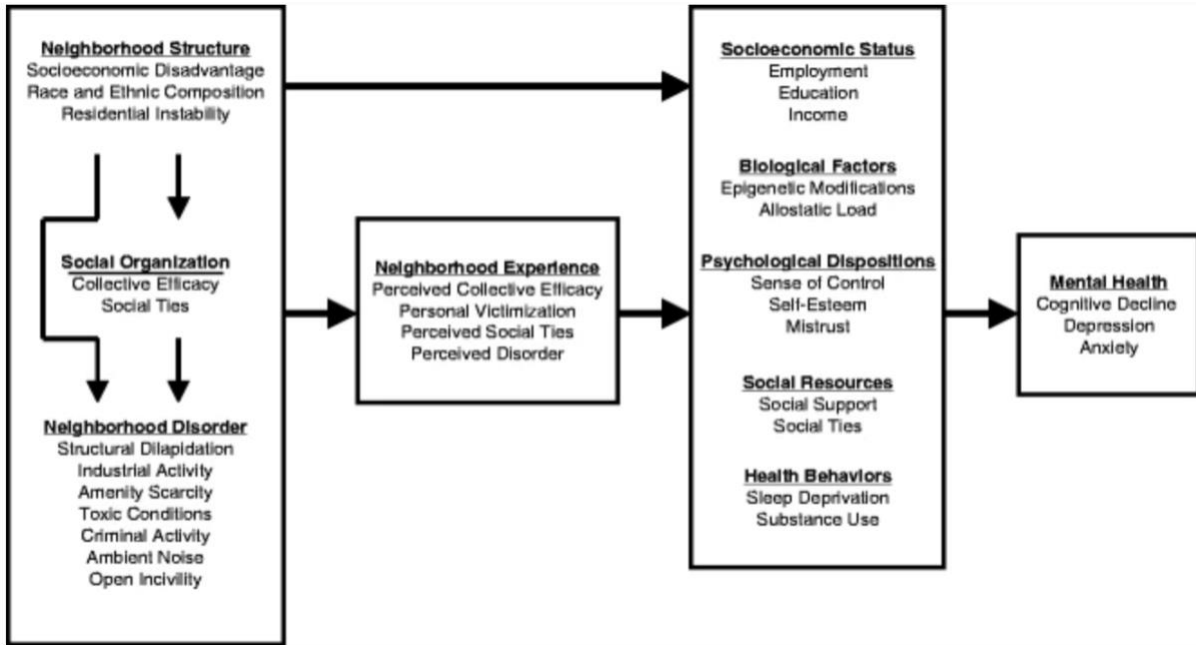 Neighborhood Structure
Socioeconomic Disadvantage
Race and Ethnic Composition
Residential Instability
Social Organization
Collective Efficacy
Social Ties
Neighborhood Disorder
Structural Dilapidation
Industrial Activity
Amenity Scarcity
Toxic Conditions
Criminal Activity
Ambient Noise
Open Incivility
Neighborhood Experience
Perceived Collective Efficacy
Personal Victimization
Perceived Social Ties
Perceived Disorder
Socioeconomic Status
Employment
Education
Income
Biological Factors
Epigenetic Modifications
Allostatic Load
Psychological Dispositions
Sense of Control
Self-Esteem
Mistrust
Social Resources
Social Support
Social Ties
Health Behaviors
Sleep Deprivation
Substance Use
Mental Health
Cognitive Decline
Depression
Anxiety